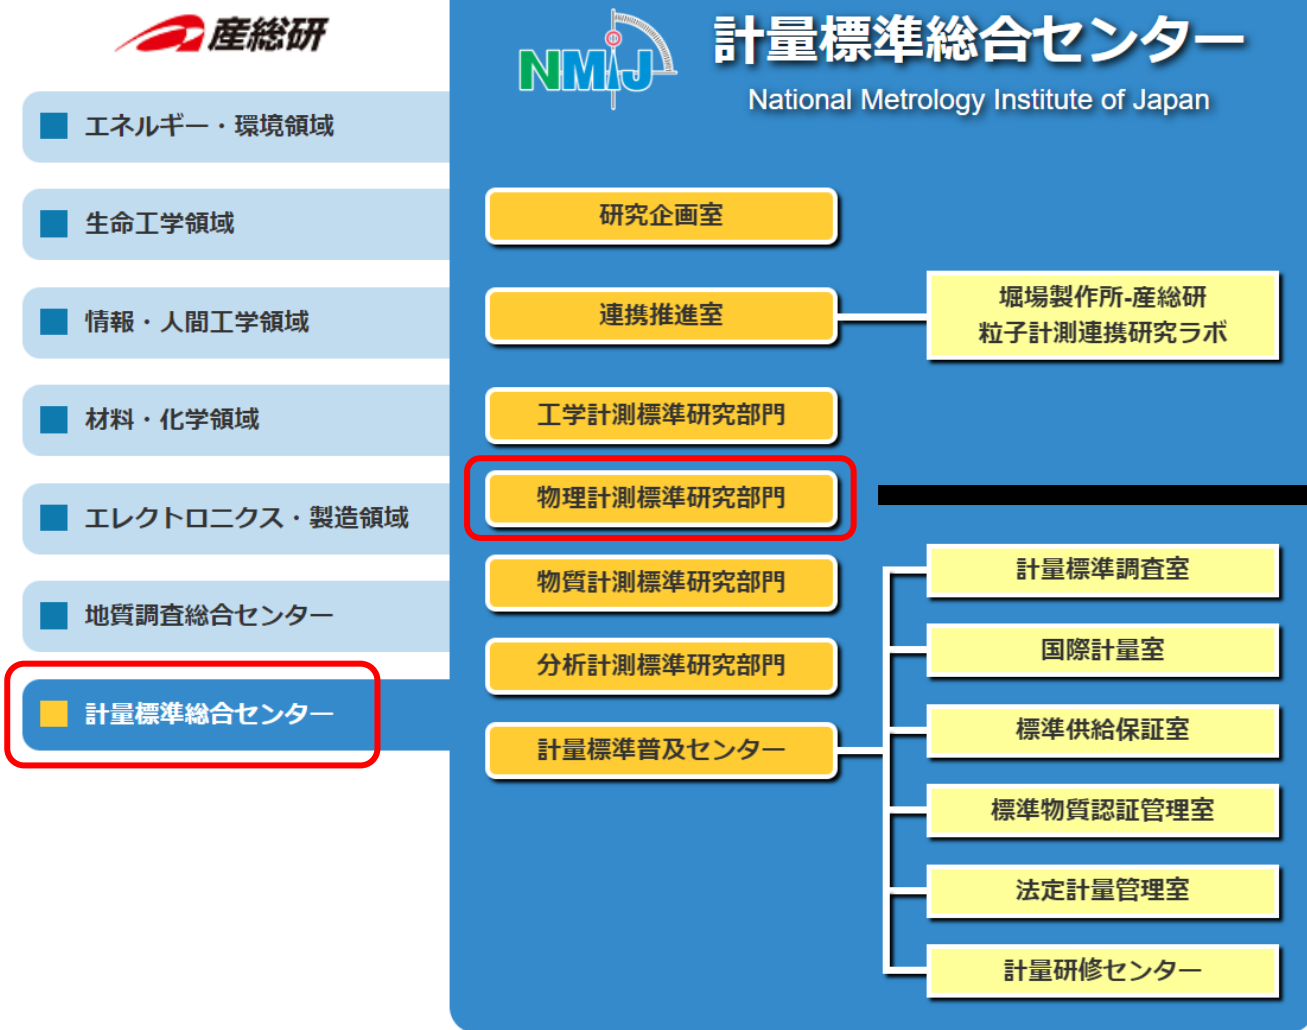 産総研
エネルギー・環境領域
生命工学領域
情報・人間工学領域
材料・化学領域
エレクトロニクス・製造領域
地質調査総合センター
計量標準総合センター
NMIJ
計量標準総合センター
National Metrology Institute of Japan
研究企画室
連携推進室
堀場製作所-産総研
粒子計測連携研究ラボ
工学計測標準研究部門
物理計測標準研究部門
物質計測標準研究部門
分析計測標準研究部門
計量標準普及センター
計量標準調査室
国際計量室
標準供給保証室
標準物質認証管理室
法定計量管理室
計量研修センター